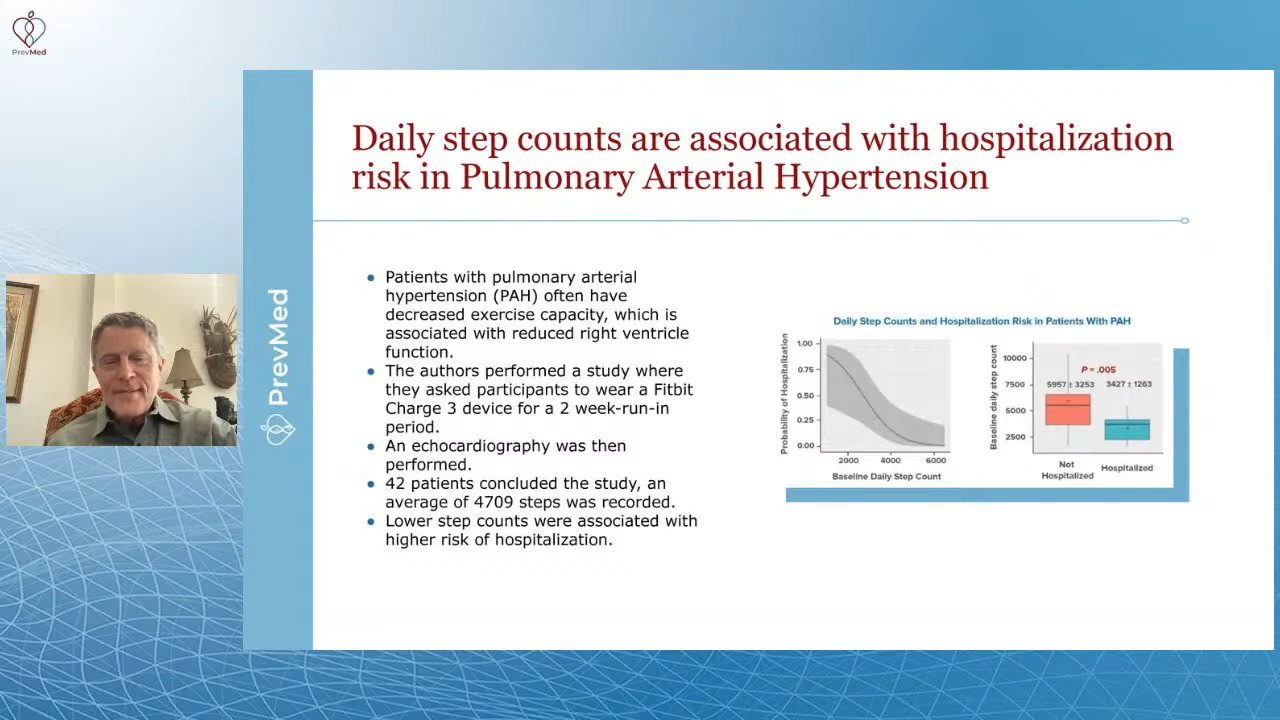 PrevMed
Daily step counts are associated with hospitalization
risk in Pulmonary Arterial Hypertension
PrevMed
● Patients with pulmonary arterial
hypertension (PAH) often have
decreased exercise capacity, which is
associated with reduced right ventricle
function.
● The authors performed a study where
they asked participants to wear a Fitbit
Charge 3 device for a 2 week-run-in
period.
● An echocardiography was then
performed.
● 42 patients concluded the study, an
average of 4709 steps was recorded.
● Lower step counts were associated with
higher risk of hospitalization.
Daily Step Counts and Hospitalization Risk in Patients With PAH
Probability of Hospitalization
1.00
0.75
0.50
0.25
0.00
2000 4000 6000
Baseline Daily Step Count
Baseline daily step count
10000
7500
5000
2500
P = .005
5957 ± 3253 3427 ± 1263
Not
Hospitalized
Hospitalized